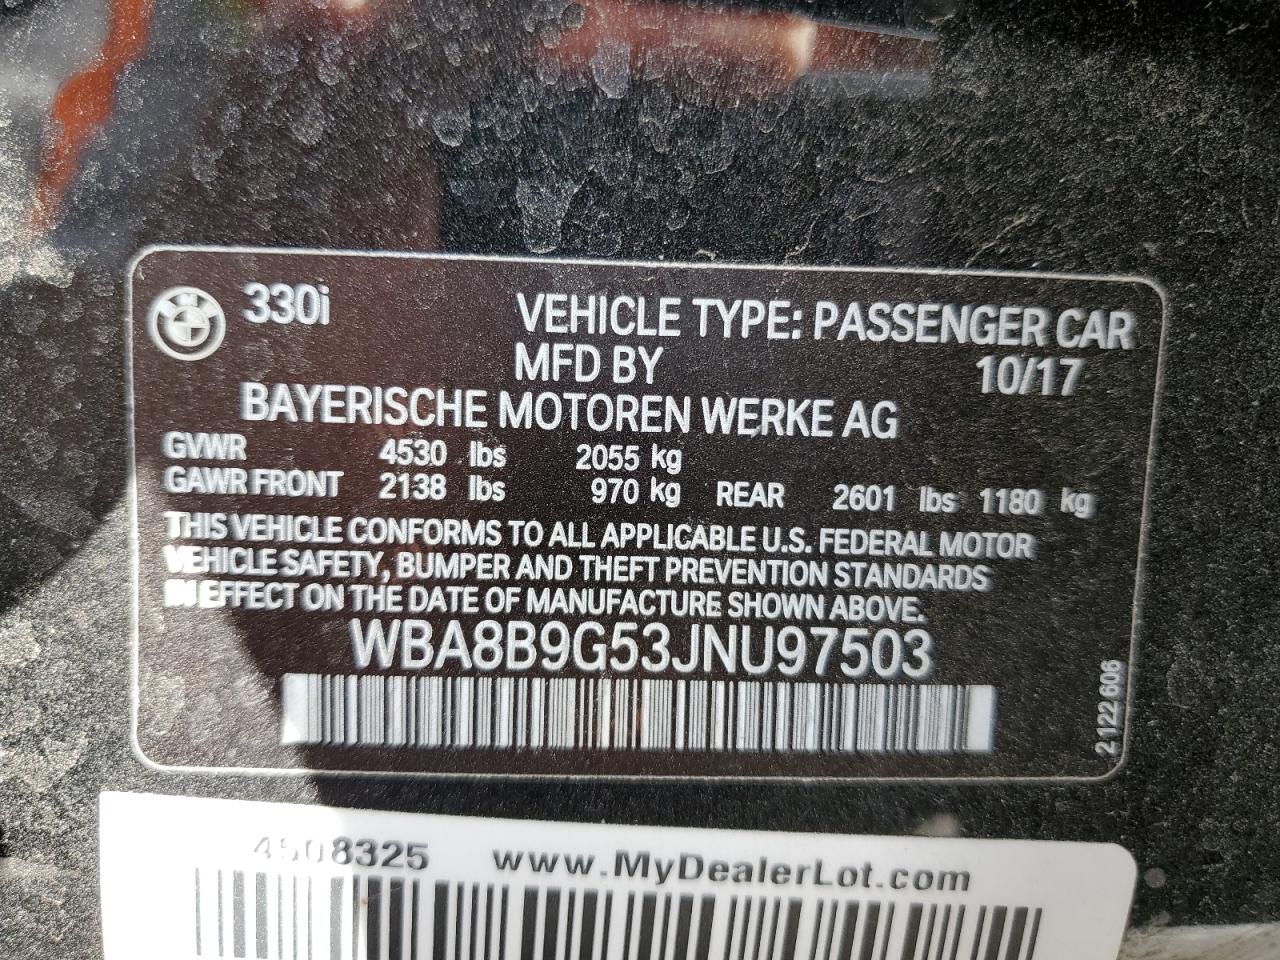 330i
VEHICLE TYPE: PASSENGER CAR
MFD BY 10/17
BAYERISCHE MOTOREN WERKE AG
GVWR 4530 lbs 2055 kg
GAWR FRONT 2138 lbs 970 kg REAR 2601 lbs 1180 kg
THIS VEHICLE CONFORMS TO ALL APPLICABLE U.S. FEDERAL MOTOR
VEHICLE SAFETY, BUMPER AND THEFT PREVENTION STANDARDS
IN EFFECT ON THE DATE OF MANUFACTURE SHOWN ABOVE.
WBA8B9G53JNU97503
2 122 606
4508325 www.MyDealerLot.com